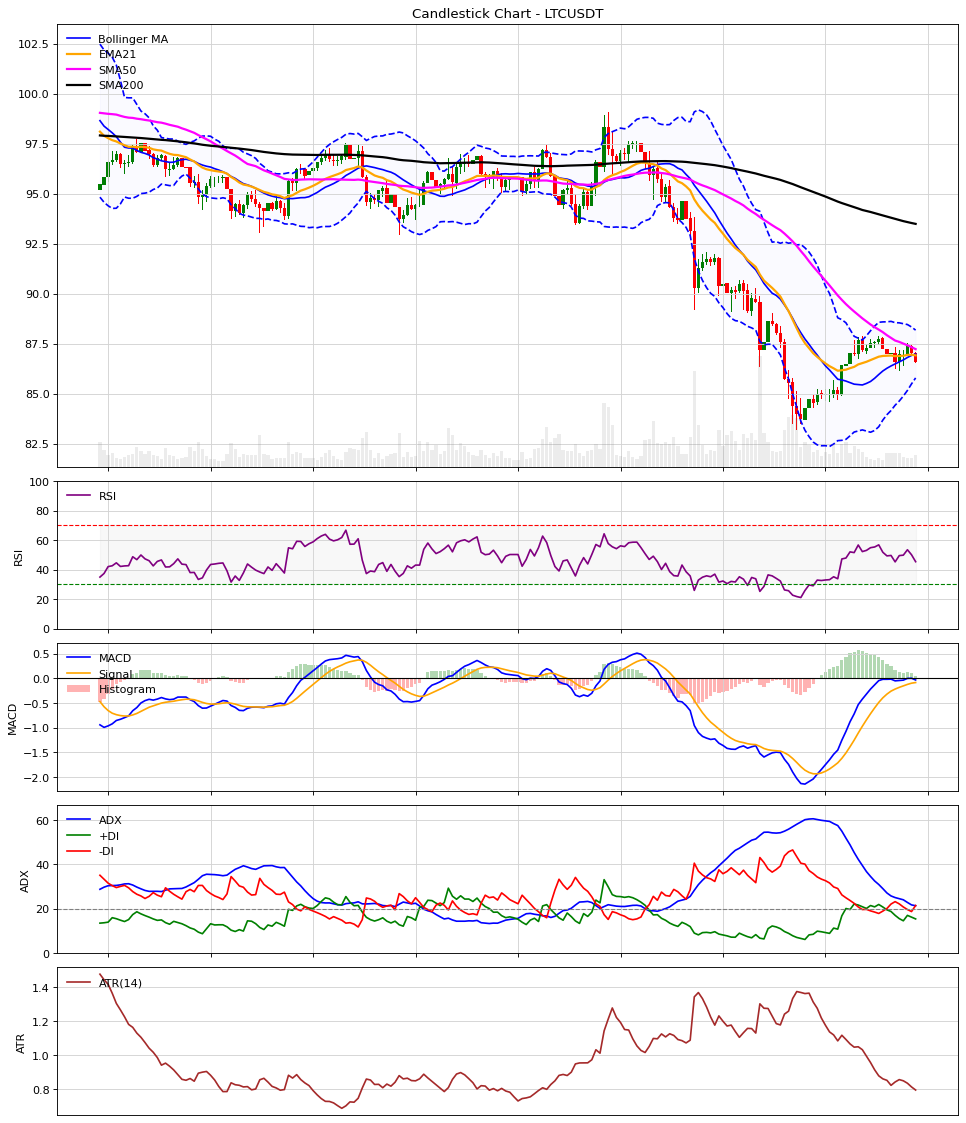 Candlestick Chart - LTCUSDT
Bollinger MA
EMA21
SMA50
SMA200
102.5
100.0
97.5
95.0
92.5
90.0
87.5
85.0
82.5
RSI
RSI
100
80
60
40
20
0
MACD
Signal
Histogram
MACD
0.5
0.0
−0.5
−1.0
−1.5
−2.0
ADX
+DI
-DI
ADX
60
40
20
0
ATR(14)
ATR
1.4
1.2
1.0
0.8